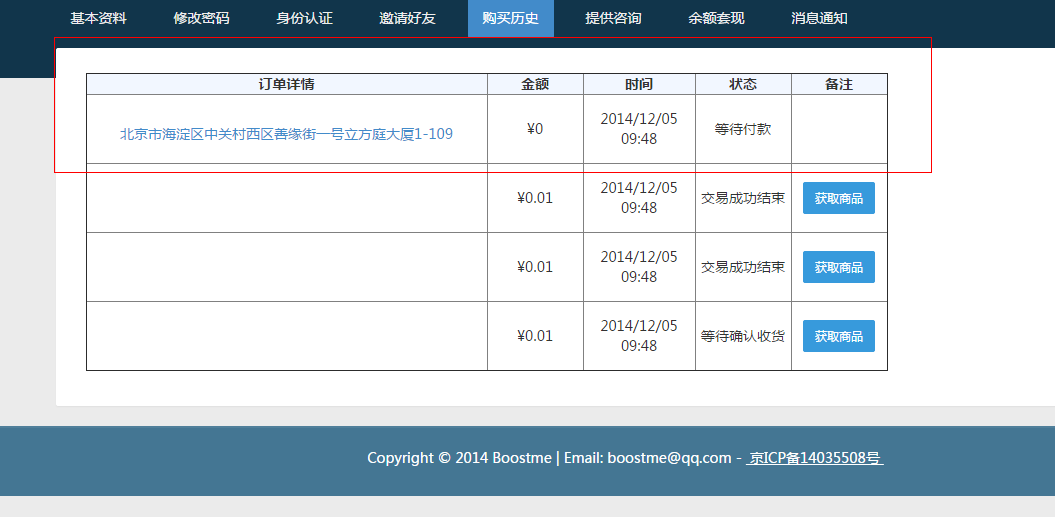 基本资料 修改密码 身份认证 邀请好友 购买历史 提供咨询 余额套现 消息通知
订单详情 金额 时间 状态 备注
北京市海淀区中关村西区善缘街一号立方庭大厦1-109 ¥0 2014/12/05 09:48 等待付款
¥0.01 2014/12/05 09:48 交易成功结束 获取商品
¥0.01 2014/12/05 09:48 交易成功结束 获取商品
¥0.01 2014/12/05 09:48 等待确认收货 获取商品
Copyright © 2014 Boostme | Email: boostme@qq.com - 京ICP备14035508号